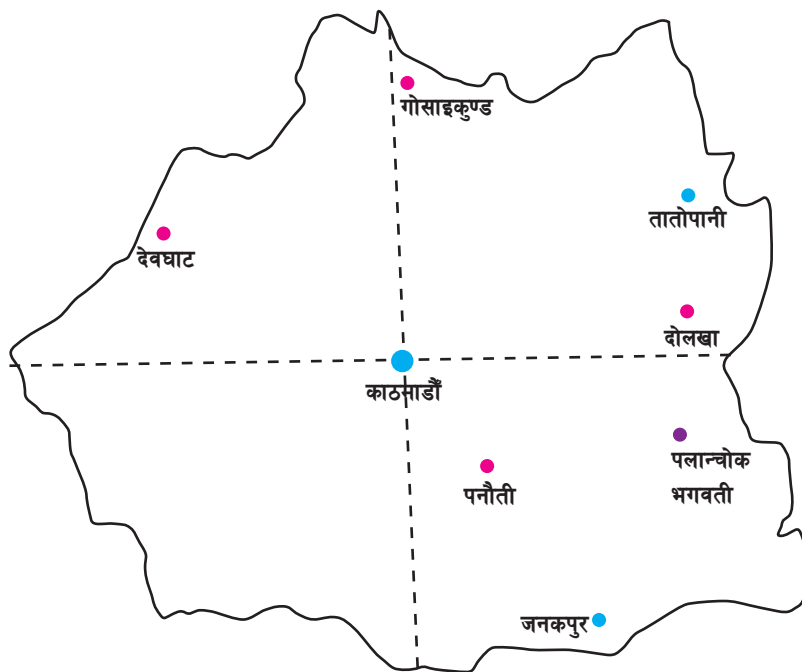 गोसाइकुण्ड
तातोपानी
देवघाट
दोलखा
काठमाडौँ
पलान्चोक
भगवती
पनौती
जनकपुर